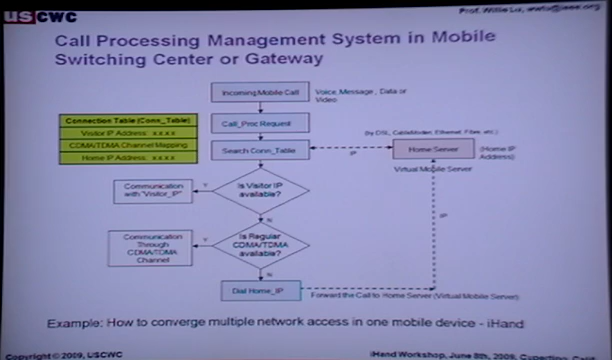 USCWC
Prof. Willie Lu, wwlu@ieee.org
Call Processing Management System in Mobile
Switching Center or Gateway
Incoming Mobile Call
Voice, Message, Data or
Video
Connection Table (Conn_Table)
Visitor IP Address: x.x.x.x
CDMA/TDMA Channel Mapping
Home IP Address: x.x.x.x
Call_Proc Request
Search Conn_Table
(by DSL, CableModem, Ethernet, Fibre, etc.)
IP
Home Server
(Home IP
Address)
Virtual Mobile Server
Communication
with "Visitor_IP"
Y
Is Visitor IP
available?
N
IP
Communication
Through
CDMA/TDMA
Channel
Y
Is Regular
CDMA/TDMA
available?
N
Dial Home_IP
Forward the Call to Home Server (Virtual Mobile Server)
Example: How to converge multiple network access in one mobile device - iHand
Copyright © 2009, USCWC
iHand Workshop, June 8th, 2009, Cupertino,